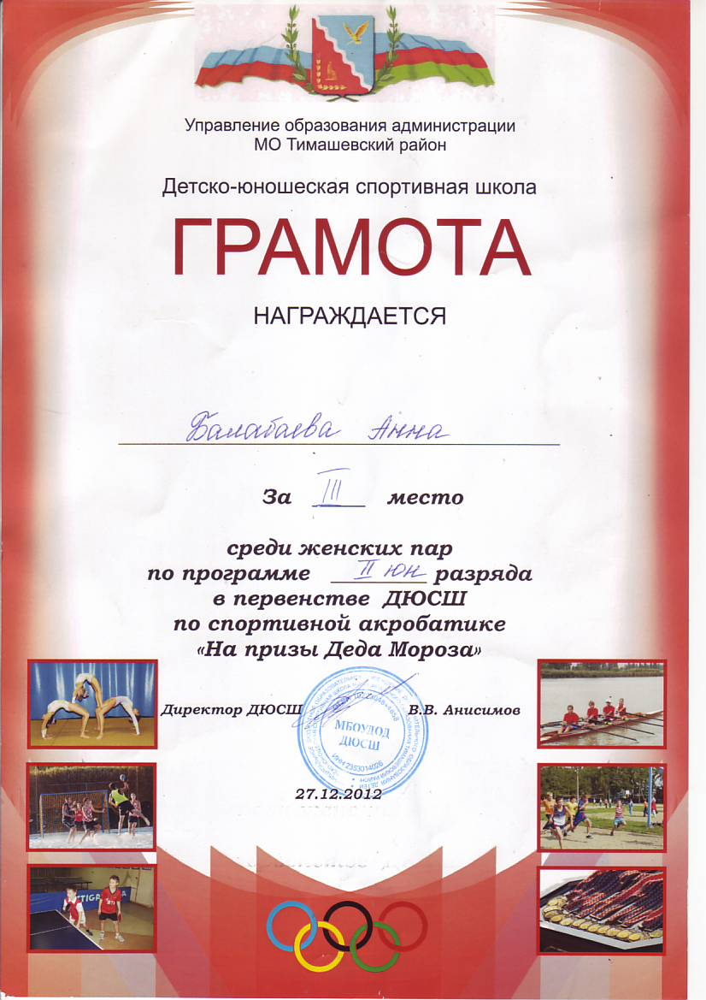 Управление образования администрации
МО Тимашевский район
Детско-юношеская спортивная школа
ГРАМОТА
НАГРАЖДАЕТСЯ
Балабаева Анна
За III место
среди женских пар
по программе II юн разряда
в первенстве ДЮСШ
по спортивной акробатике
«На призы Деда Мороза»
Директор ДЮСШ В.В. Анисимов
МБОУДОД
ДЮСШ
ИНН 2353014026
27.12.2012